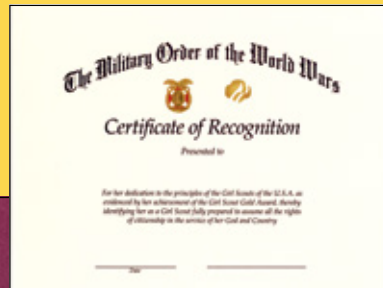 The Military Order of the World Wars
Certificate of Recognition
Presented to
For her dedication to the principles of the Girl Scouts of the U.S.A. as
evidenced by her achievement of the Girl Scout Gold Award, thereby
identifying her as a Girl Scout fully prepared to assume all the rights
of citizenship in the service of her God and Country
Date